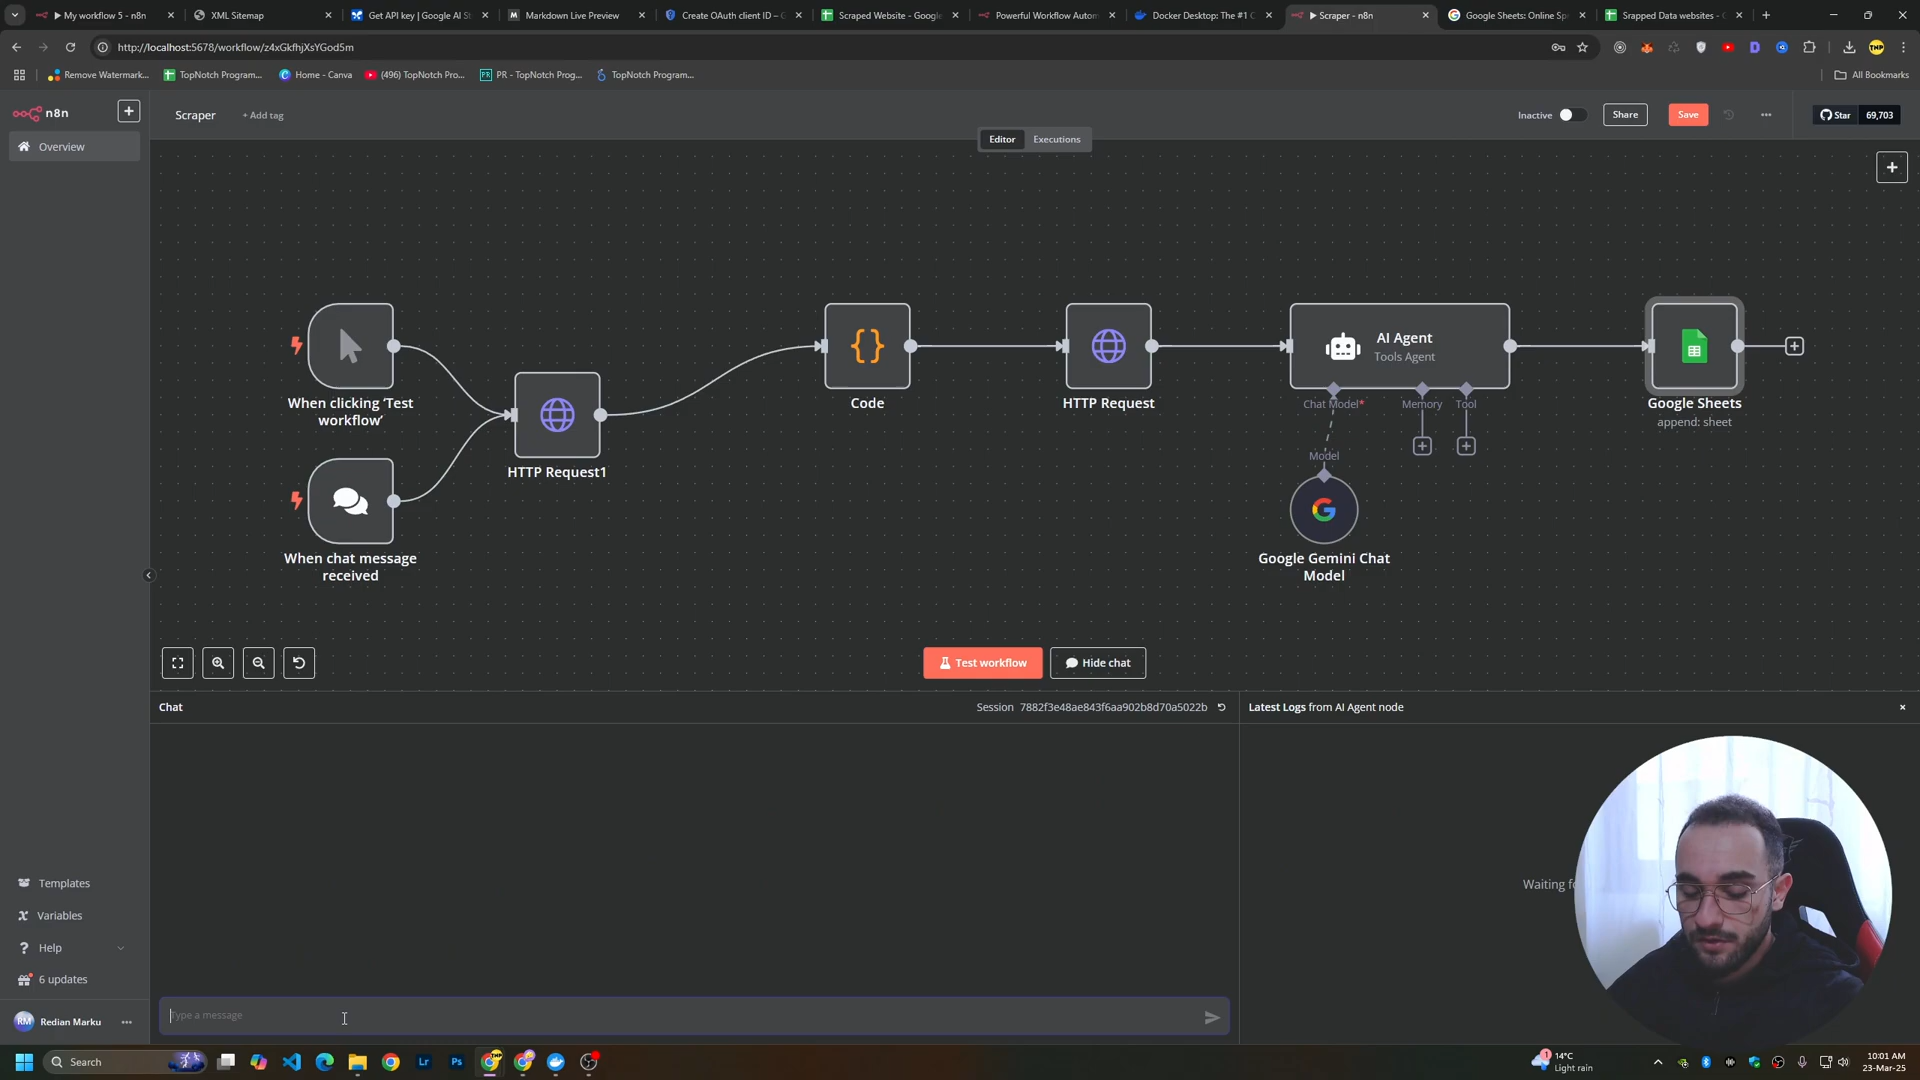 My workflow 5 - n8n
XML Sitemap
Get API key | Google AI St
Markdown Live Preview
Create OAuth client ID – G
Scraped Website - Google
Powerful Workflow Autom
Docker Desktop: The #1 C
Scraper - n8n
Google Sheets: Online Sp
Srapped Data websites - G
http://localhost:5678/workflow/z4xGkfhjXsYGod5m
Remove Watermark...
TopNotch Program...
Home - Canva
(496) TopNotch Pro...
PR - TopNotch Prog...
TopNotch Program...
All Bookmarks
n8n
Overview
Scraper
+ Add tag
Inactive
Share
Save
Star
69,703
Editor
Executions
When clicking ‘Test workflow’
HTTP Request1
When chat message received
Code
HTTP Request
AI Agent
Tools Agent
Chat Model*
Memory
Tool
Model
Google Gemini Chat Model
Google Sheets
append: sheet
Test workflow
Hide chat
Chat
Session 7882f3e48ae843f6aa902b8d70a5022b
Latest Logs from AI Agent node
Waiting
Type a message
Templates
Variables
Help
6 updates
RM
Redian Marku
Search
Lr
Ps
14°C
Light rain
10:01 AM
23-Mar-25